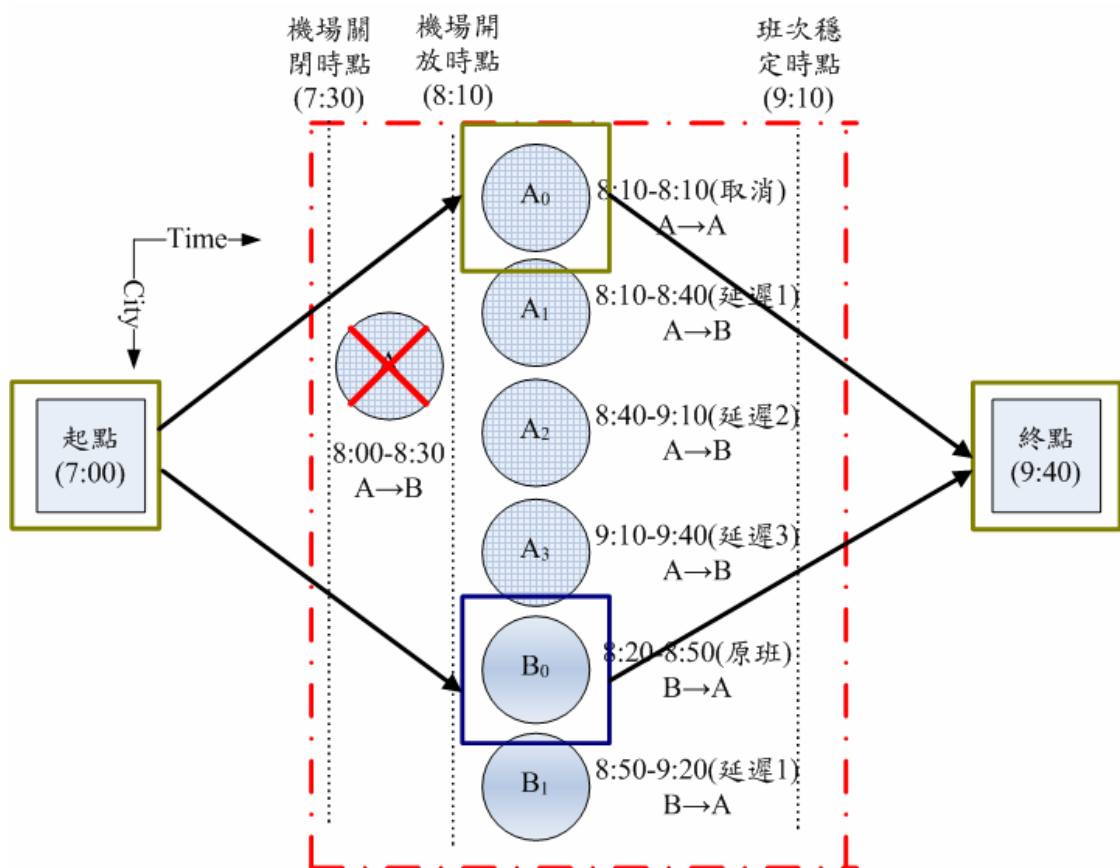 機場關
閉時點
(7:30)
機場開
放時點
(8:10)
班次穩
定時點
(9:10)
Time
City
起點
(7:00)
A
8:00-8:30
A→B
A₀
8:10-8:10(取消)
A→A
A₁
8:10-8:40(延遲1)
A→B
A₂
8:40-9:10(延遲2)
A→B
A₃
9:10-9:40(延遲3)
A→B
B₀
8:20-8:50(原班)
B→A
B₁
8:50-9:20(延遲1)
B→A
終點
(9:40)